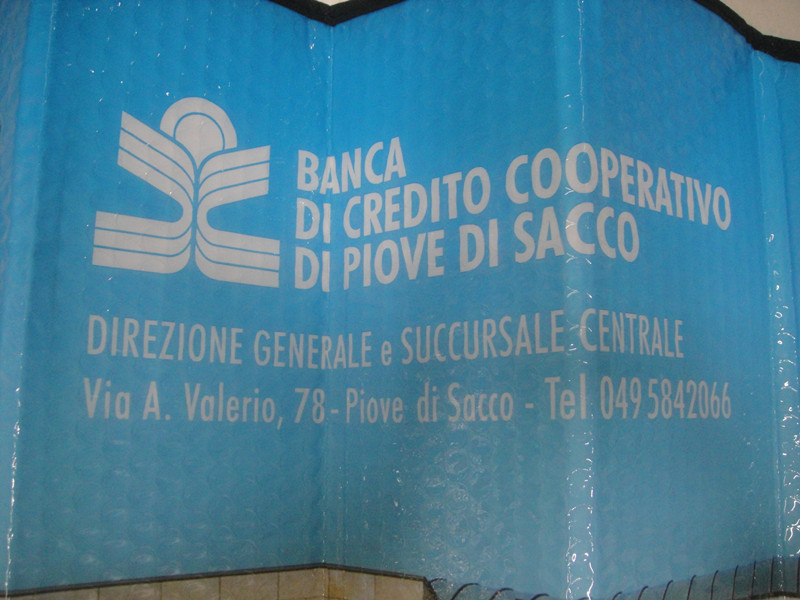 BANCA
DI CREDITO COOPERATIVO
DI PIOVE DI SACCO
DIREZIONE GENERALE e SUCCURSALE CENTRALE
Via A. Valerio, 78 - Piove di Sacco - Tel 049 5842066